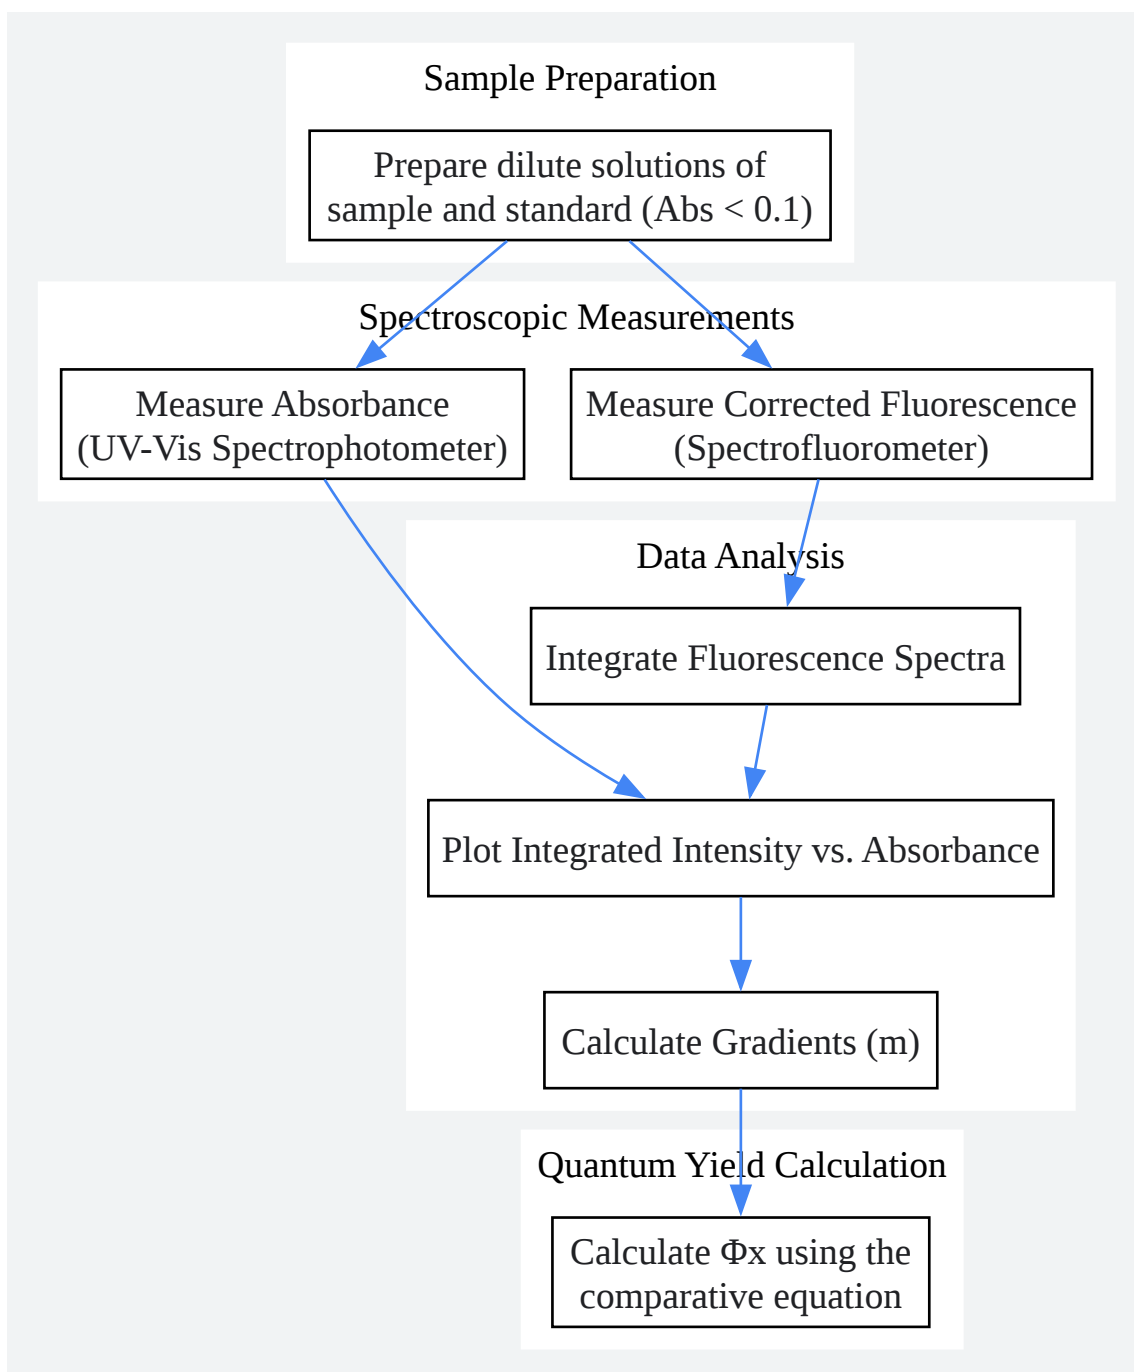 Sample Preparation
Prepare dilute solutions of
sample and standard (Abs < 0.1)
Spectroscopic Measurements
Measure Absorbance
(UV-Vis Spectrophotometer)
Measure Corrected Fluorescence
(Spectrofluorometer)
Data Analysis
Integrate Fluorescence Spectra
Plot Integrated Intensity vs. Absorbance
Calculate Gradients (m)
Quantum Yield Calculation
Calculate Φx using the
comparative equation